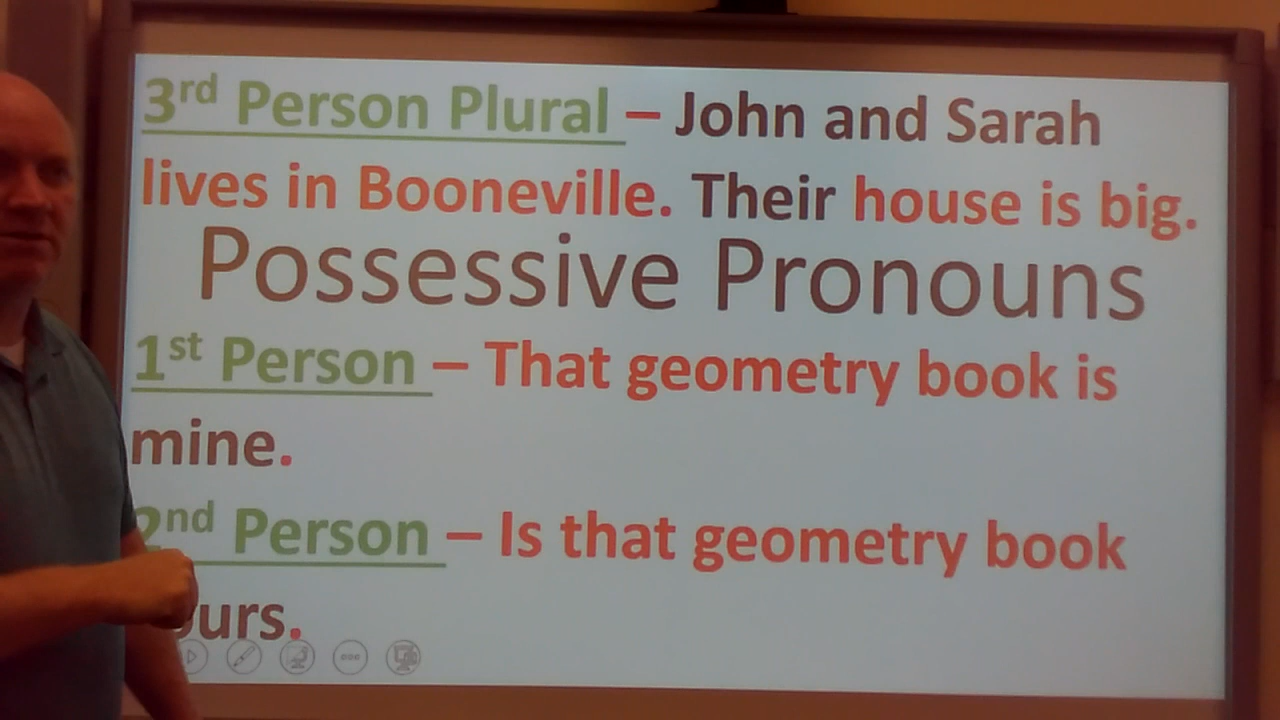 3rd Person Plural – John and Sarah
lives in Booneville. Their house is big.
Possessive Pronouns
1st Person – That geometry book is
mine.
2nd Person – Is that geometry book